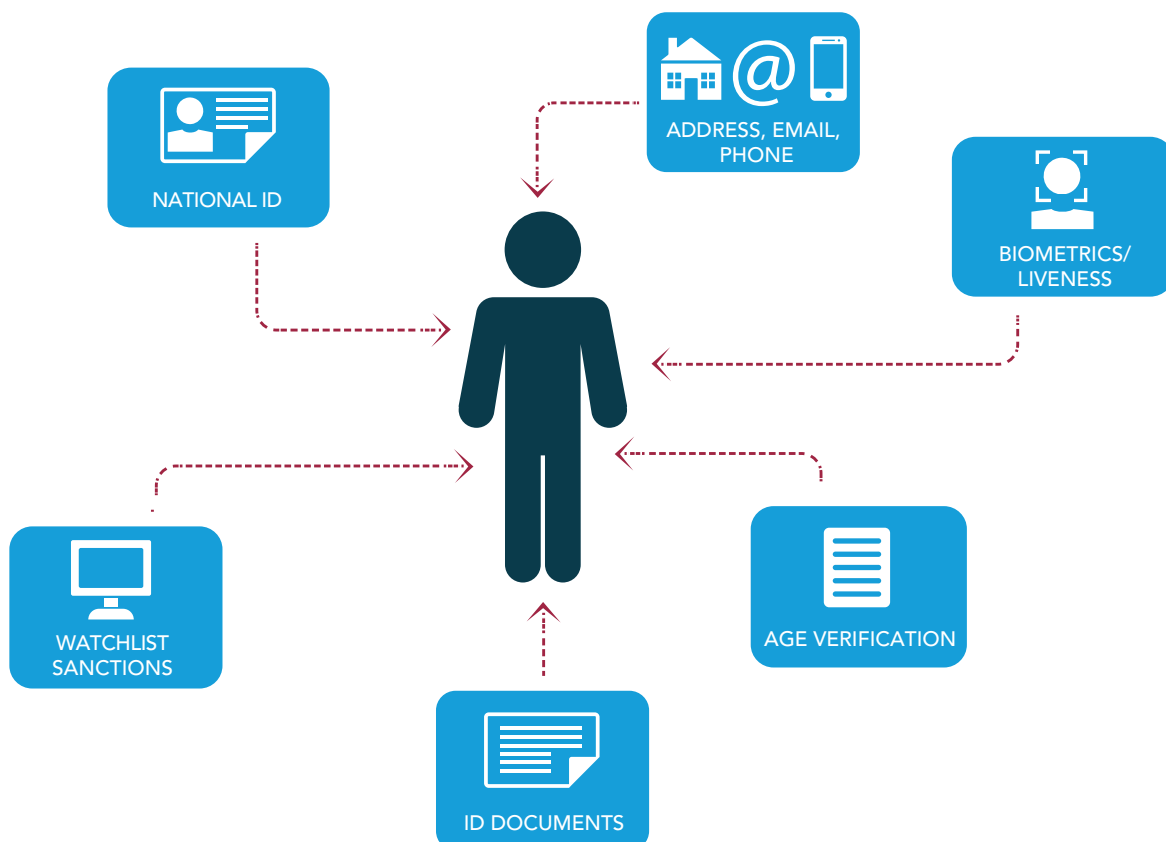 ADDRESS, EMAIL,
PHONE
NATIONAL ID
BIOMETRICS/
LIVENESS
WATCHLIST
SANCTIONS
AGE VERIFICATION
ID DOCUMENTS